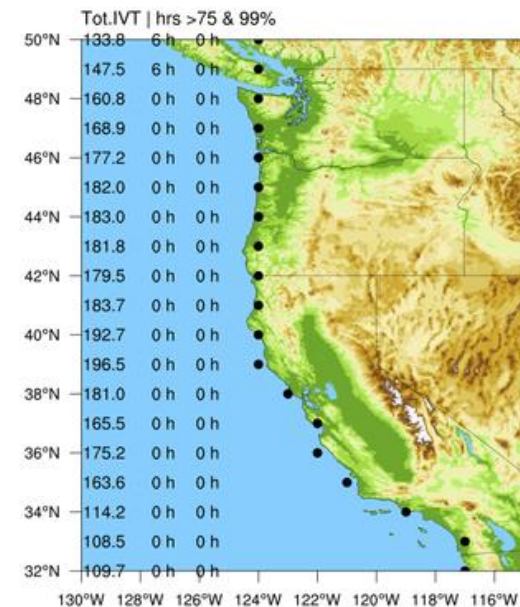 Tot.IVT | hrs >75 & 99%
50°N 133.8 6 h 0 h
147.5 6 h 0 h
48°N 160.8 0 h 0 h
168.9 0 h 0 h
46°N 177.2 0 h 0 h
182.0 0 h 0 h
44°N 183.0 0 h 0 h
181.8 0 h 0 h
42°N 179.5 0 h 0 h
183.7 0 h 0 h
40°N 192.7 0 h 0 h
196.5 0 h 0 h
38°N 181.0 0 h 0 h
165.5 0 h 0 h
36°N 175.2 0 h 0 h
163.6 0 h 0 h
34°N 114.2 0 h 0 h
108.5 0 h 0 h
32°N 109.7 0 h 0 h
130°W 128°W 126°W 124°W 122°W 120°W 118°W 116°W